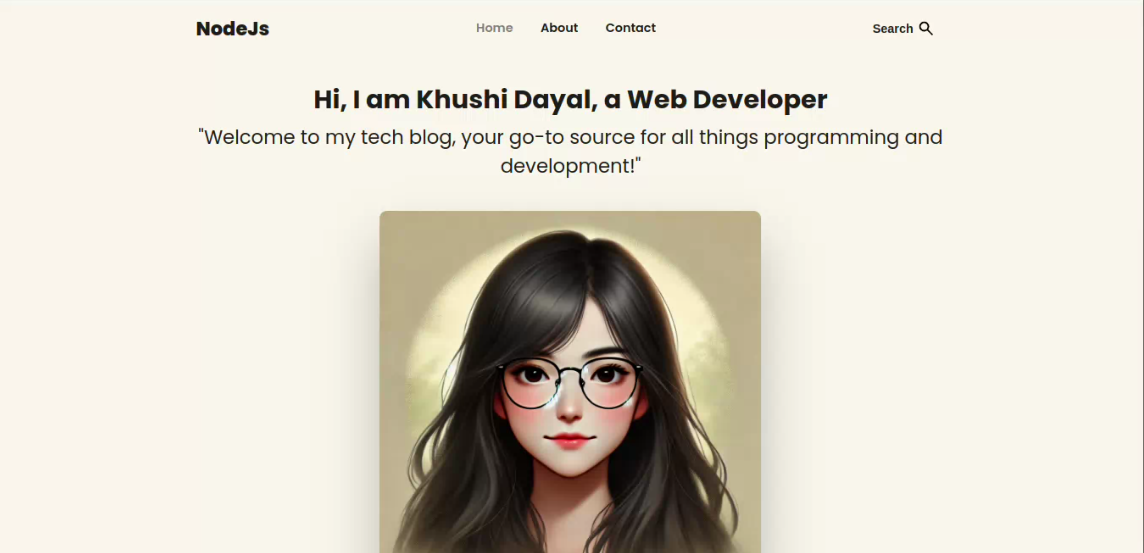 NodeJs
Home About Contact
Search
Hi, I am Khushi Dayal, a Web Developer
"Welcome to my tech blog, your go-to source for all things programming and
development!"